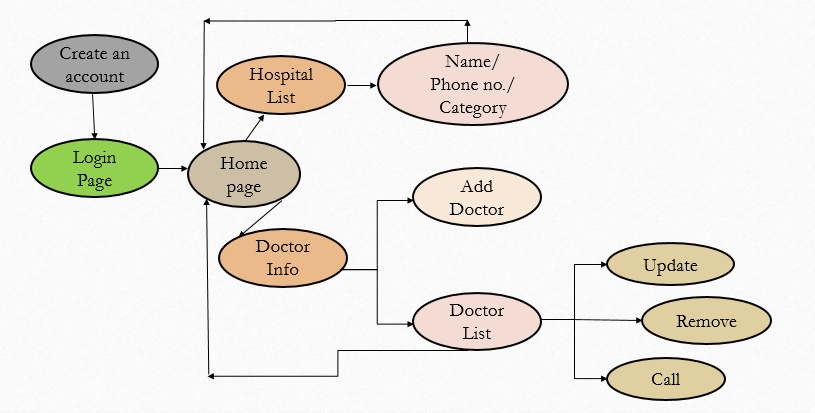 Create an
account
Login
Page
Home
page
Hospital
List
Name/
Phone no./
Category
Doctor
Info
Add
Doctor
Doctor
List
Update
Remove
Call